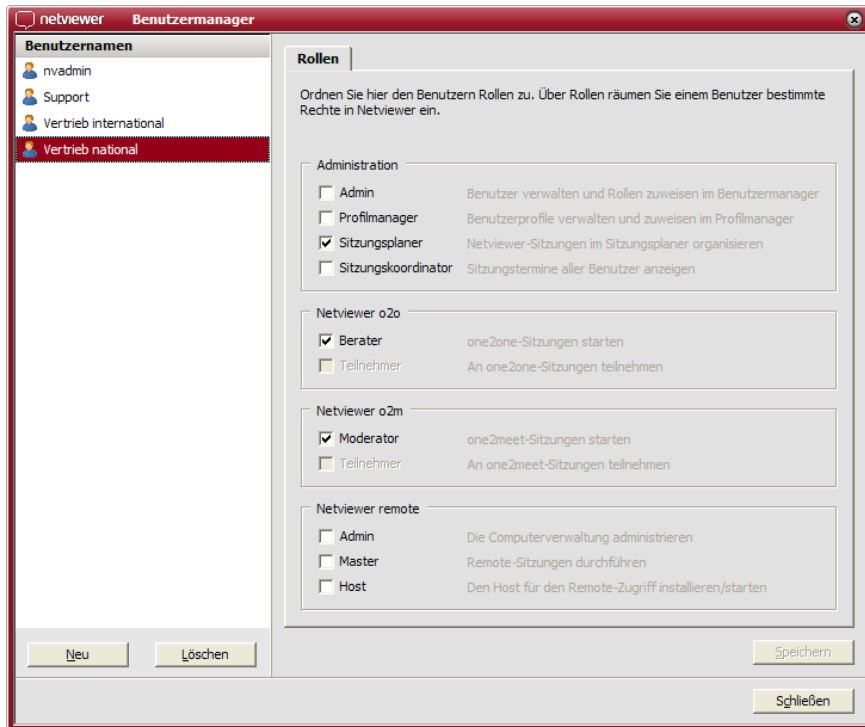 netviewer Benutzermanager
Benutzernamen
nvadmin
Support
Vertrieb international
Vertrieb national
Rollen
Ordnen Sie hier den Benutzern Rollen zu. Über Rollen räumen Sie einem Benutzer bestimmte
Rechte in Netviewer ein.
Administration
Admin Benutzer verwalten und Rollen zuweisen im Benutzermanager
Profilmanager Benutzerprofile verwalten und zuweisen im Profilmanager
Sitzungsplaner Netviewer-Sitzungen im Sitzungsplaner organisieren
Sitzungskoordinator Sitzungstermine aller Benutzer anzeigen
Netviewer o2o
Berater one2one-Sitzungen starten
Teilnehmer An one2one-Sitzungen teilnehmen
Netviewer o2m
Moderator one2meet-Sitzungen starten
Teilnehmer An one2meet-Sitzungen teilnehmen
Netviewer remote
Admin Die Computerverwaltung administrieren
Master Remote-Sitzungen durchführen
Host Den Host für den Remote-Zugriff installieren/starten
Neu Löschen
Speichern
Schließen